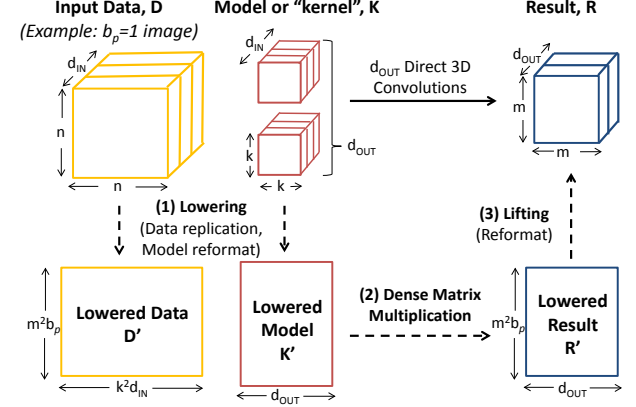 Input Data, D
Model or “kernel”, K
Result, R
(Example: bp=1 image)
dIN
dIN
dOUT
dOUT Direct 3D
Convolutions
n
n
k
k
dOUT
m
m
(1) Lowering
(Data replication,
Model reformat)
(3) Lifting
(Reformat)
(2) Dense Matrix
Multiplication
m²bp
Lowered Data
D’
k²dIN
Lowered
Model
K’
dOUT
m²bp
Lowered
Result
R’
dOUT